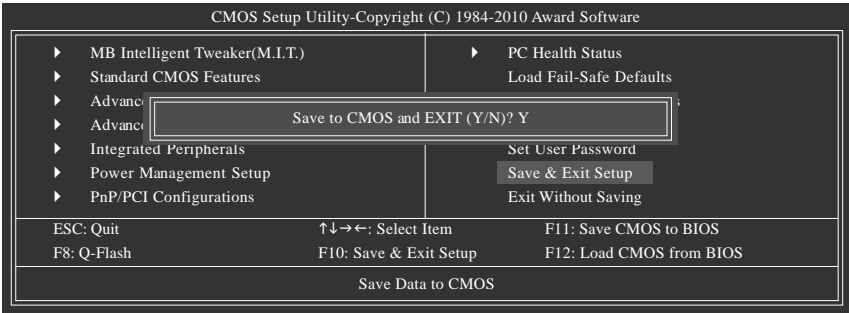 CMOS Setup Utility-Copyright (C) 1984-2010 Award Software
MB Intelligent Tweaker(M.I.T.)
Standard CMOS Features
Advanc
Advanc
Integrated Peripherals
Power Management Setup
PnP/PCI Configurations
PC Health Status
Load Fail-Safe Defaults
Set User Password
Save & Exit Setup
Exit Without Saving
Save to CMOS and EXIT (Y/N)? Y
ESC: Quit ↑↓→←: Select Item F11: Save CMOS to BIOS
F8: Q-Flash F10: Save & Exit Setup F12: Load CMOS from BIOS
Save Data to CMOS